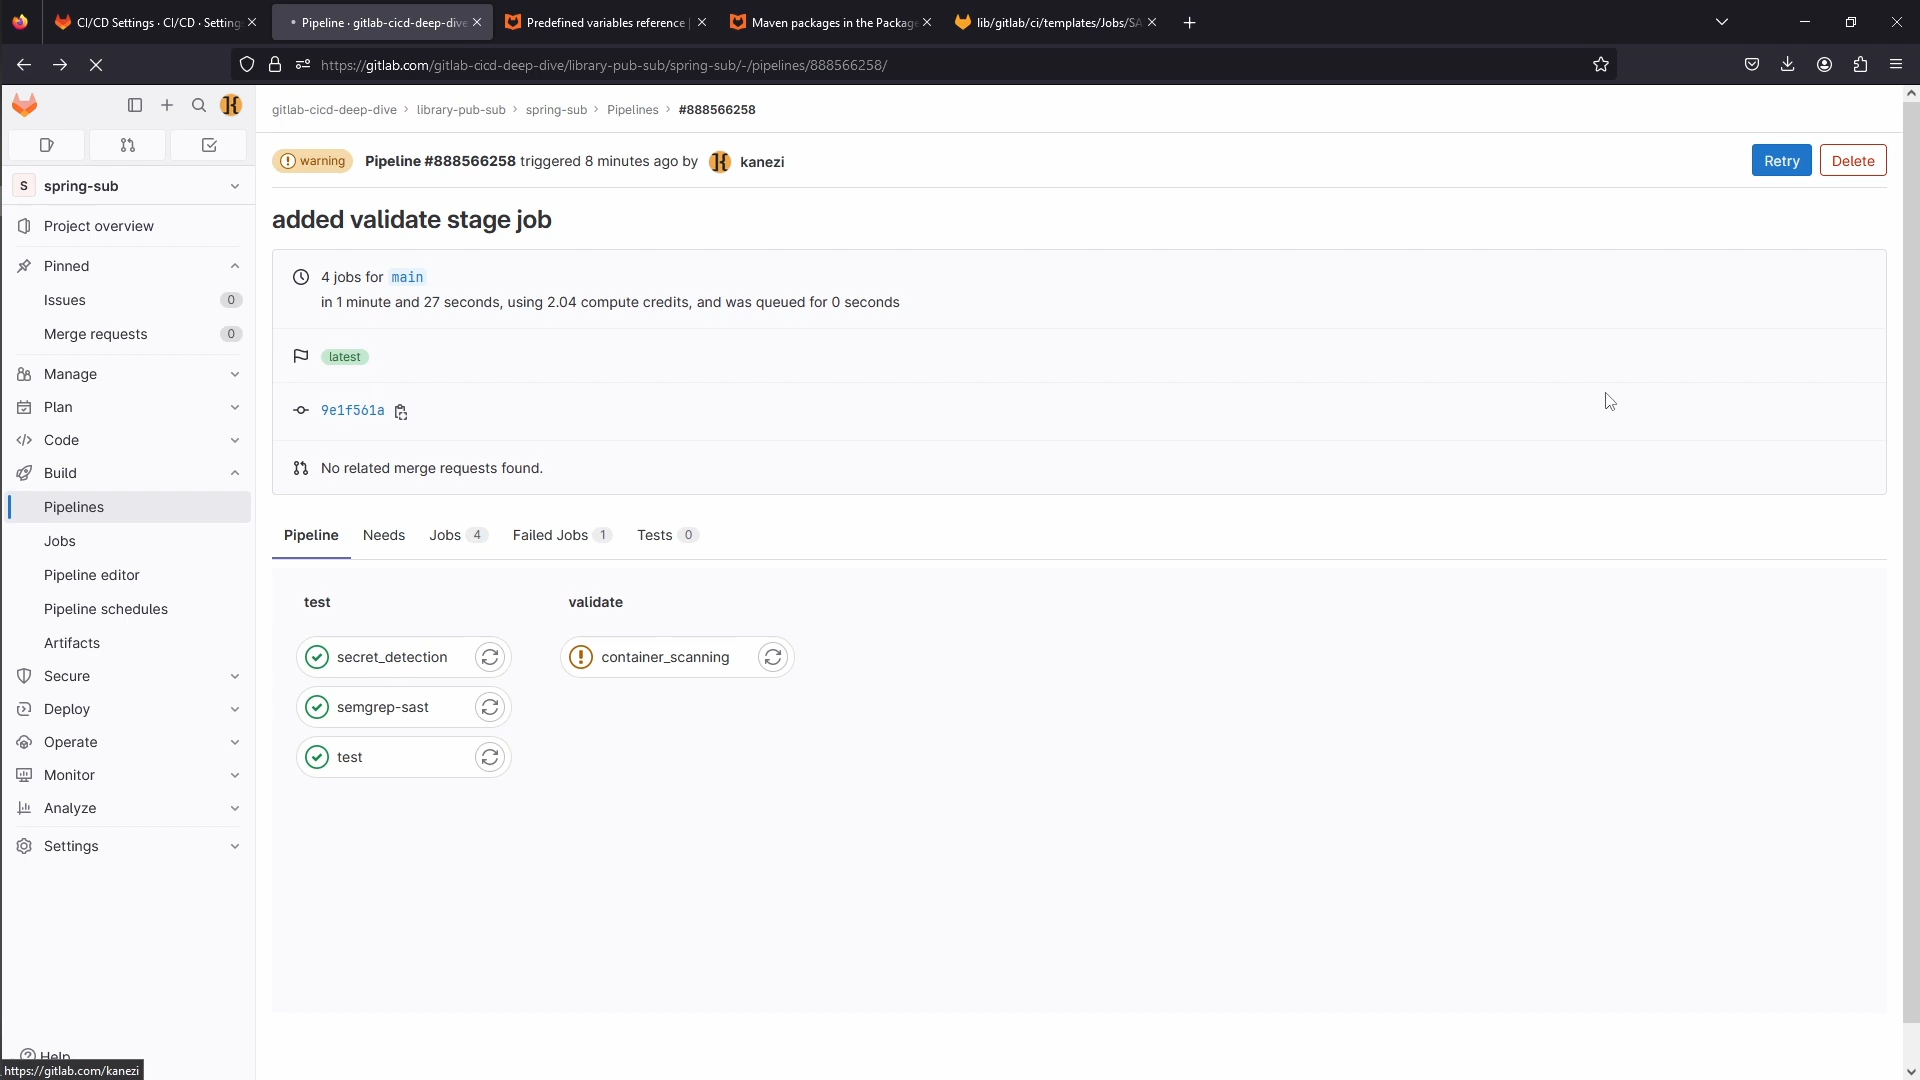 CI/CD Settings · CI/CD · Setting
Pipeline · gitlab-cicd-deep-dive
Predefined variables reference |
Maven packages in the Package
lib/gitlab/ci/templates/Jobs/SA
https://gitlab.com/gitlab-cicd-deep-dive/library-pub-sub/spring-sub/-/pipelines/888566258/
gitlab-cicd-deep-dive › library-pub-sub › spring-sub › Pipelines › #888566258
warning Pipeline #888566258 triggered 8 minutes ago by kanezi
Retry Delete
S spring-sub
Project overview
Pinned
Issues 0
Merge requests 0
Manage
Plan
Code
Build
Pipelines
Jobs
Pipeline editor
Pipeline schedules
Artifacts
Secure
Deploy
Operate
Monitor
Analyze
Settings
Help
https://gitlab.com/kanezi
added validate stage job
4 jobs for main
in 1 minute and 27 seconds, using 2.04 compute credits, and was queued for 0 seconds
latest
9e1f561a
No related merge requests found.
Pipeline Needs Jobs 4 Failed Jobs 1 Tests 0
test validate
secret_detection container_scanning
semgrep-sast
test